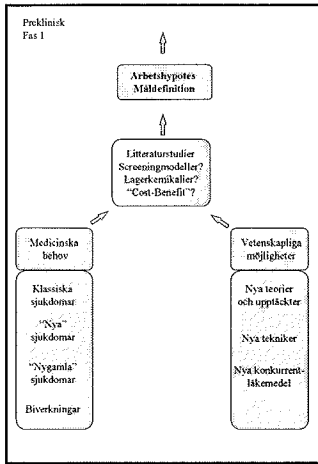 Preklinisk
Fas 1
Arbetshypotes
Måldefinition
Litteraturstudier
Screeningmodeller?
Lagerkemikalier?
"Cost-Benefit"?
Medicinska
behov
Klassiska
sjukdomar
"Nya"
sjukdomar
"Nygamla"
sjukdomar
Biverkningar
Vetenskapliga
möjligheter
Nya teorier
och upptäckter
Nya tekniker
Nya konkurrent-
läkemedel